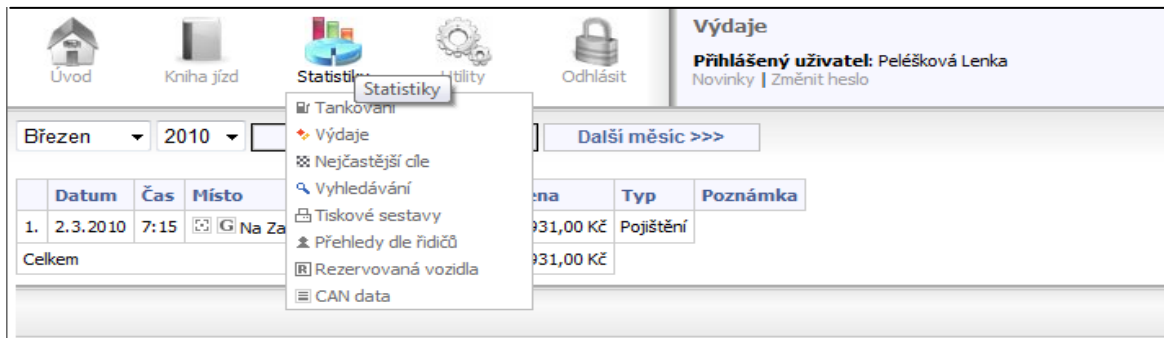 Výdaje
Přihlášený uživatel: Peléšková Lenka
Novinky | Změnit heslo
Úvod
Kniha jízd
Statistiky
Utility
Odhlásit
Statistiky
Tankování
Výdaje
Nejčastější cíle
Vyhledávání
Tiskové sestavy
Přehledy dle řidičů
Rezervovaná vozidla
CAN data
Březen 2010 Další měsíc >>>
Datum Čas Místo Typ Poznámka
1. 2.3.2010 7:15 G Na 931,00 Kč Pojištění
Celkem 931,00 Kč